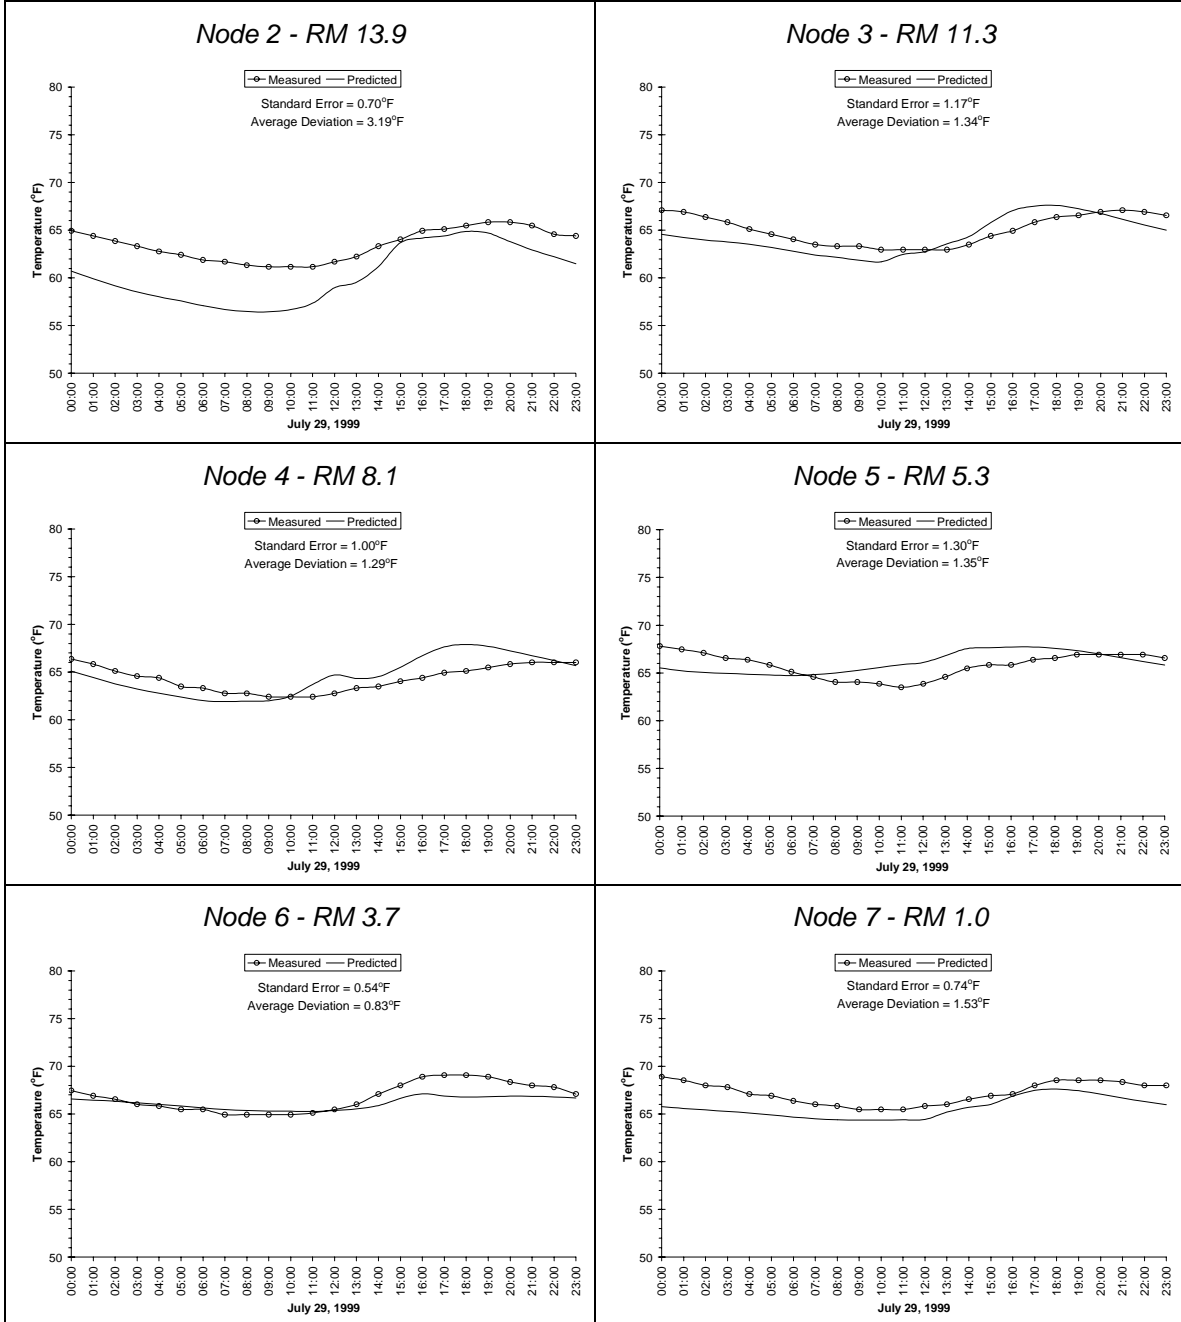 Node 2 - RM 13.9
Measured Predicted
Standard Error = 0.70°F
Average Deviation = 3.19°F
80
75
70
65
60
55
50
Temperature (°F)
00:00 01:00 02:00 03:00 04:00 05:00 06:00 07:00 08:00 09:00 10:00 11:00 12:00 13:00 14:00 15:00 16:00 17:00 18:00 19:00 20:00 21:00 22:00 23:00
July 29, 1999
Node 3 - RM 11.3
Measured Predicted
Standard Error = 1.17°F
Average Deviation = 1.34°F
80
75
70
65
60
55
50
Temperature (°F)
00:00 01:00 02:00 03:00 04:00 05:00 06:00 07:00 08:00 09:00 10:00 11:00 12:00 13:00 14:00 15:00 16:00 17:00 18:00 19:00 20:00 21:00 22:00 23:00
July 29, 1999
Node 4 - RM 8.1
Measured Predicted
Standard Error = 1.00°F
Average Deviation = 1.29°F
80
75
70
65
60
55
50
Temperature (°F)
00:00 01:00 02:00 03:00 04:00 05:00 06:00 07:00 08:00 09:00 10:00 11:00 12:00 13:00 14:00 15:00 16:00 17:00 18:00 19:00 20:00 21:00 22:00 23:00
July 29, 1999
Node 5 - RM 5.3
Measured Predicted
Standard Error = 1.30°F
Average Deviation = 1.35°F
80
75
70
65
60
55
50
Temperature (°F)
00:00 01:00 02:00 03:00 04:00 05:00 06:00 07:00 08:00 09:00 10:00 11:00 12:00 13:00 14:00 15:00 16:00 17:00 18:00 19:00 20:00 21:00 22:00 23:00
July 29, 1999
Node 6 - RM 3.7
Measured Predicted
Standard Error = 0.54°F
Average Deviation = 0.83°F
80
75
70
65
60
55
50
Temperature (°F)
00:00 01:00 02:00 03:00 04:00 05:00 06:00 07:00 08:00 09:00 10:00 11:00 12:00 13:00 14:00 15:00 16:00 17:00 18:00 19:00 20:00 21:00 22:00 23:00
July 29, 1999
Node 7 - RM 1.0
Measured Predicted
Standard Error = 0.74°F
Average Deviation = 1.53°F
80
75
70
65
60
55
50
Temperature (°F)
00:00 01:00 02:00 03:00 04:00 05:00 06:00 07:00 08:00 09:00 10:00 11:00 12:00 13:00 14:00 15:00 16:00 17:00 18:00 19:00 20:00 21:00 22:00 23:00
July 29, 1999